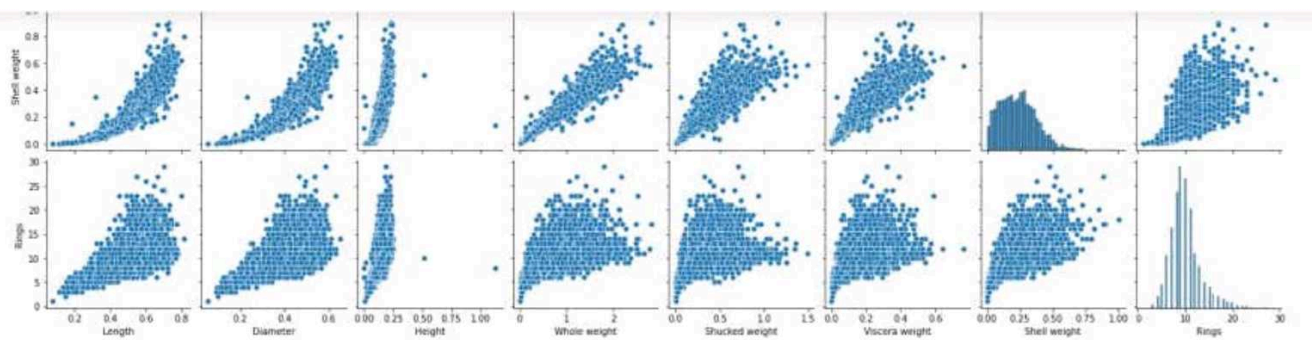 0.8
0.6
0.4
0.2
0.0
Shell weight
30
25
20
15
10
5
0
Rings
0.2 0.4 0.6 0.8
Length
0.2 0.4 0.6
Diameter
0.00 0.25 0.50 0.75 1.00
Height
0 1 2
Whole weight
0.0 0.5 1.0 1.5
Shucked weight
0.0 0.2 0.4 0.6
Viscera weight
0.00 0.25 0.50 0.75 1.00
Shell weight
0 10 20 30
Rings